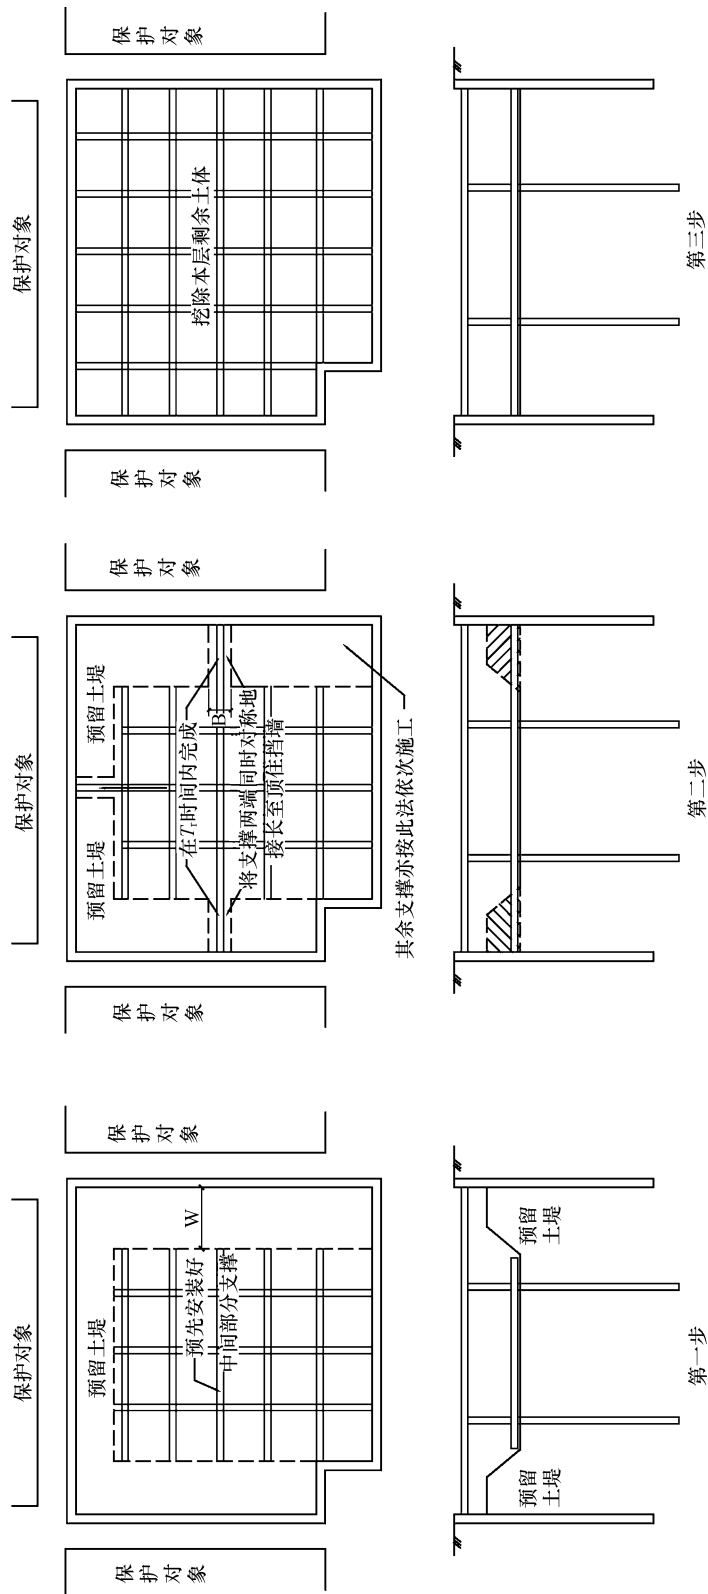 保护对象
保护对象
保护对象
预留土堤
预先安装好
中间部分支撑
W
预留
土堤
预留
土堤
第一步
保护对象
保护对象
保护对象
预留土堤
预留土堤
在Tr时间内完成
B
将支撑两端同时对称地
接长至顶住挡墙
其余支撑亦按此法依次施工
第二步
保护对象
保护对象
保护对象
挖除本层剩余土体
第三步